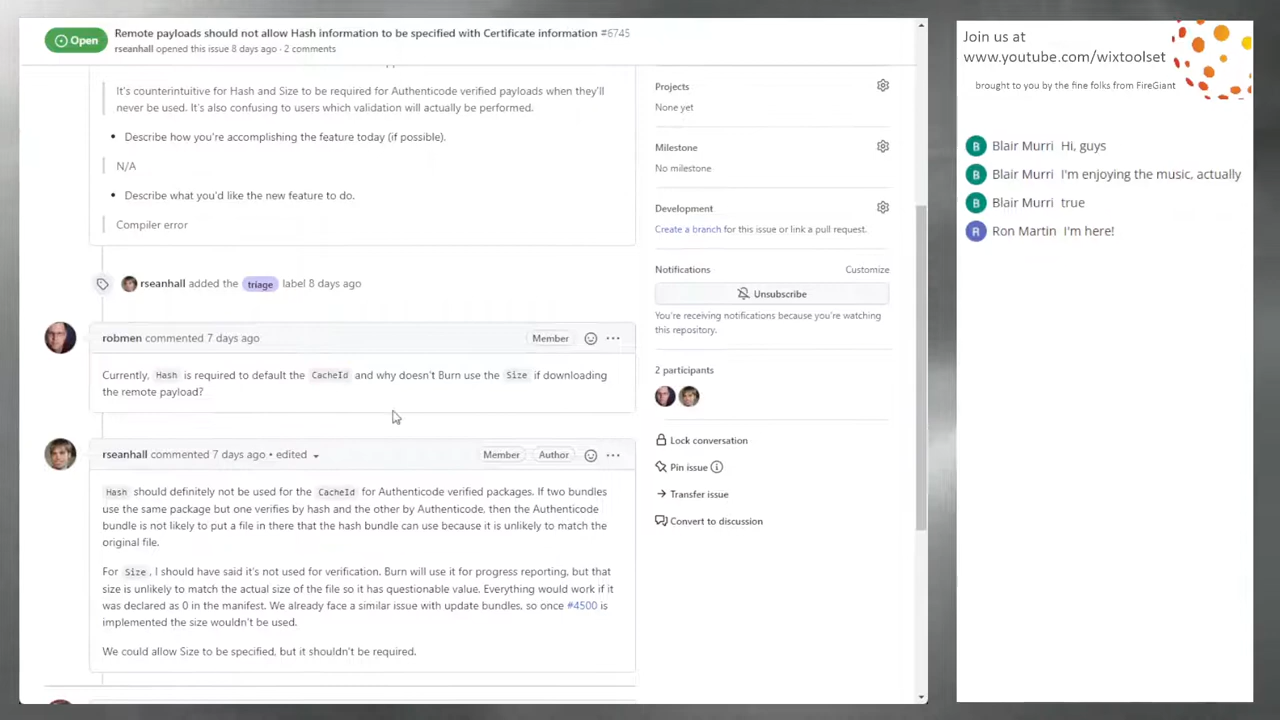 Open
Remote payloads should not allow Hash information to be specified with Certificate information #6745
rseanhall opened this issue 8 days ago · 2 comments
It's counterintuitive for Hash and Size to be required for Authenticode verified payloads when they'll
never be used. It's also confusing to users which validation will actually be performed.
• Describe how you're accomplishing the feature today (if possible).
N/A
• Describe what you'd like the new feature to do.
Compiler error
rseanhall added the triage label 8 days ago
robmen commented 7 days ago
Member
Currently, Hash is required to default the CacheId and why doesn't Burn use the Size if downloading
the remote payload?
rseanhall commented 7 days ago • edited
Member
Author
Hash should definitely not be used for the CacheId for Authenticode verified packages. If two bundles
use the same package but one verifies by hash and the other by Authenticode, then the Authenticode
bundle is not likely to put a file in there that the hash bundle can use because it is unlikely to match the
original file.
For Size, I should have said it's not used for verification. Burn will use it for progress reporting, but that
size is unlikely to match the actual size of the file so it has questionable value. Everything would work if it
was declared as 0 in the manifest. We already face a similar issue with update bundles, so once #4500 is
implemented the size wouldn't be used.
We could allow Size to be specified, but it shouldn't be required.
Projects
None yet
Milestone
No milestone
Development
Create a branch for this issue or link a pull request.
Notifications
Customize
Unsubscribe
You're receiving notifications because you're watching
this repository.
2 participants
Lock conversation
Pin issue
Transfer issue
Convert to discussion
Join us at
www.youtube.com/wixtoolset
brought to you by the fine folks from FireGiant
B Blair Murri Hi, guys
B Blair Murri I'm enjoying the music, actually
B Blair Murri true
R Ron Martin I'm here!